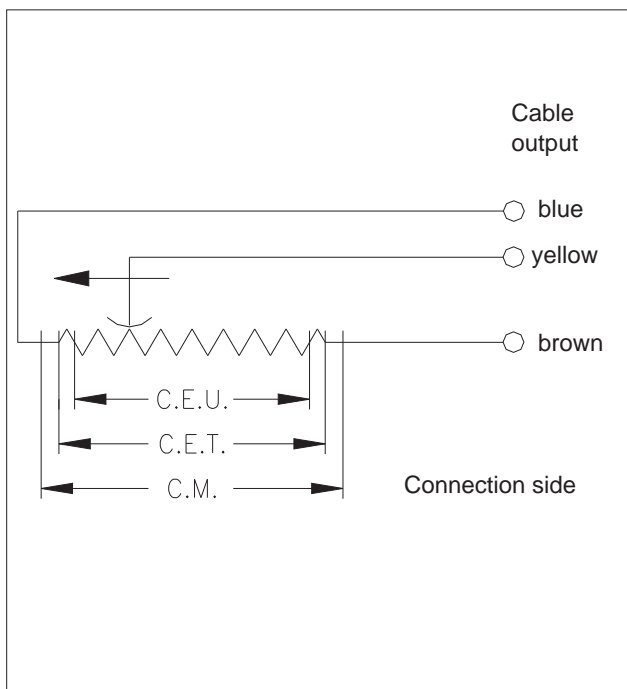 Cable
output
blue
yellow
brown
C.E.U.
C.E.T.
C.M.
Connection side